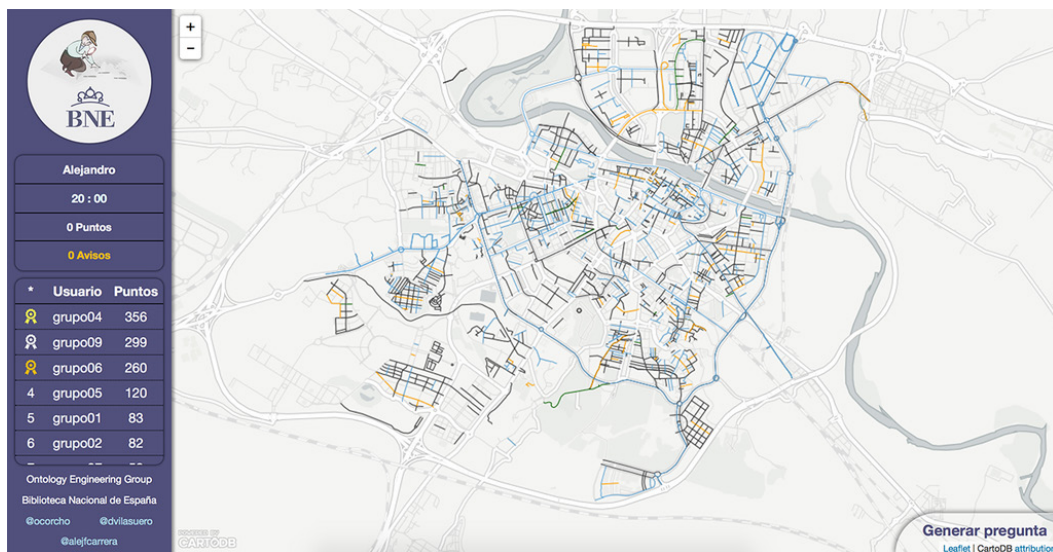 BNE
Alejandro
20 : 00
0 Puntos
0 Avisos
* Usuario Puntos
grupo04 356
grupo09 299
grupo06 260
4 grupo05 120
5 grupo01 83
6 grupo02 82
Ontology Engineering Group
Biblioteca Nacional de España
@ocorcho @dvilasuero
@alejfcarrera
+
−
CARTODB
Generar pregunta
Leaflet | CartoDB attribution